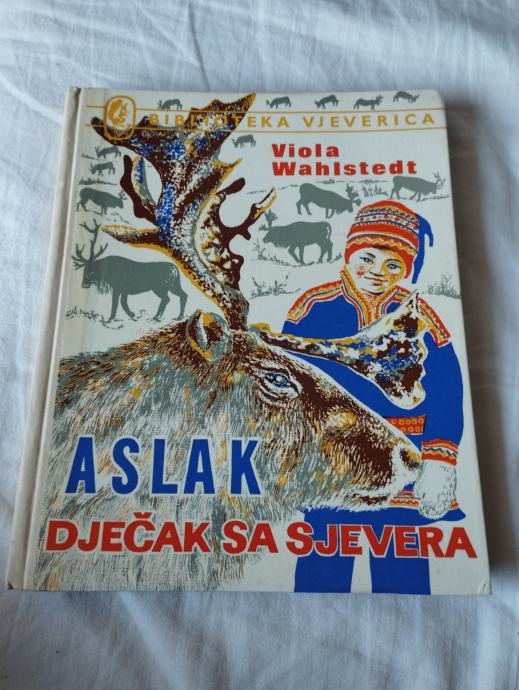 BIBLIOTEKA VJEVERICA
Viola
Wahlstedt
ASLAK
DJEČAK SA SJEVERA